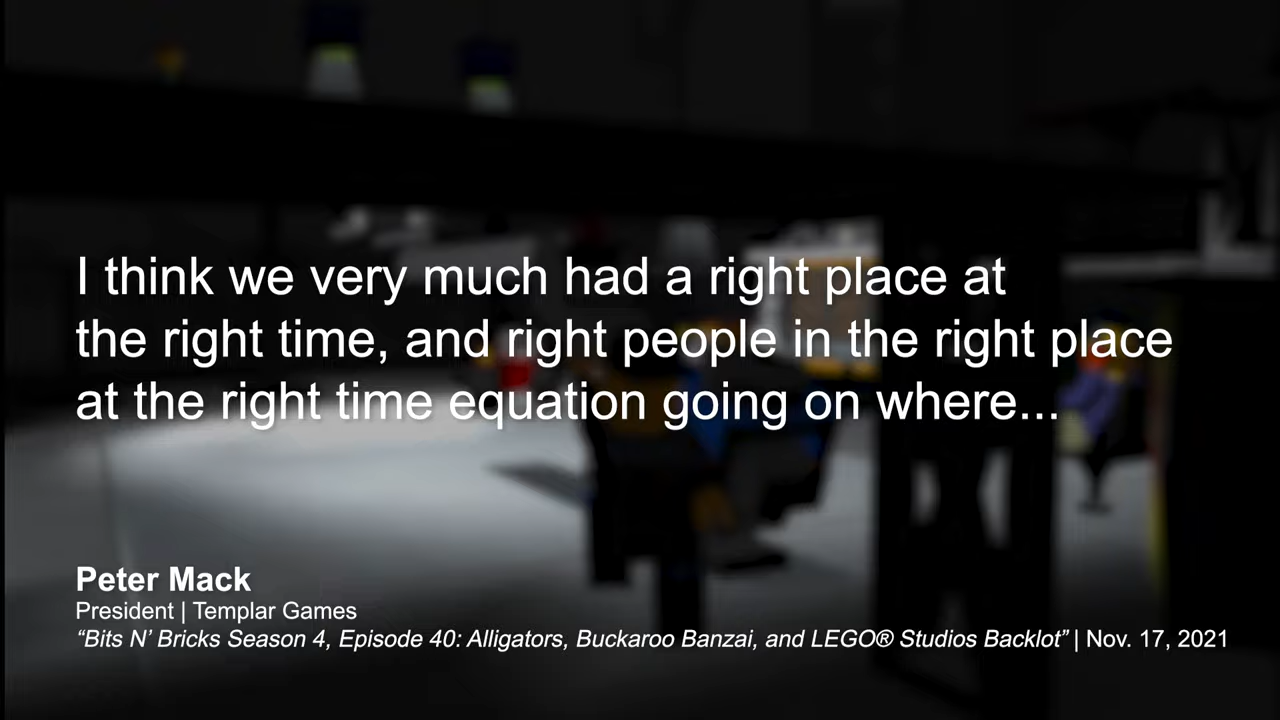 I think we very much had a right place at
the right time, and right people in the right place
at the right time equation going on where...
Peter Mack
President | Templar Games
“Bits N’ Bricks Season 4, Episode 40: Alligators, Buckaroo Banzai, and LEGO® Studios Backlot” | Nov. 17, 2021